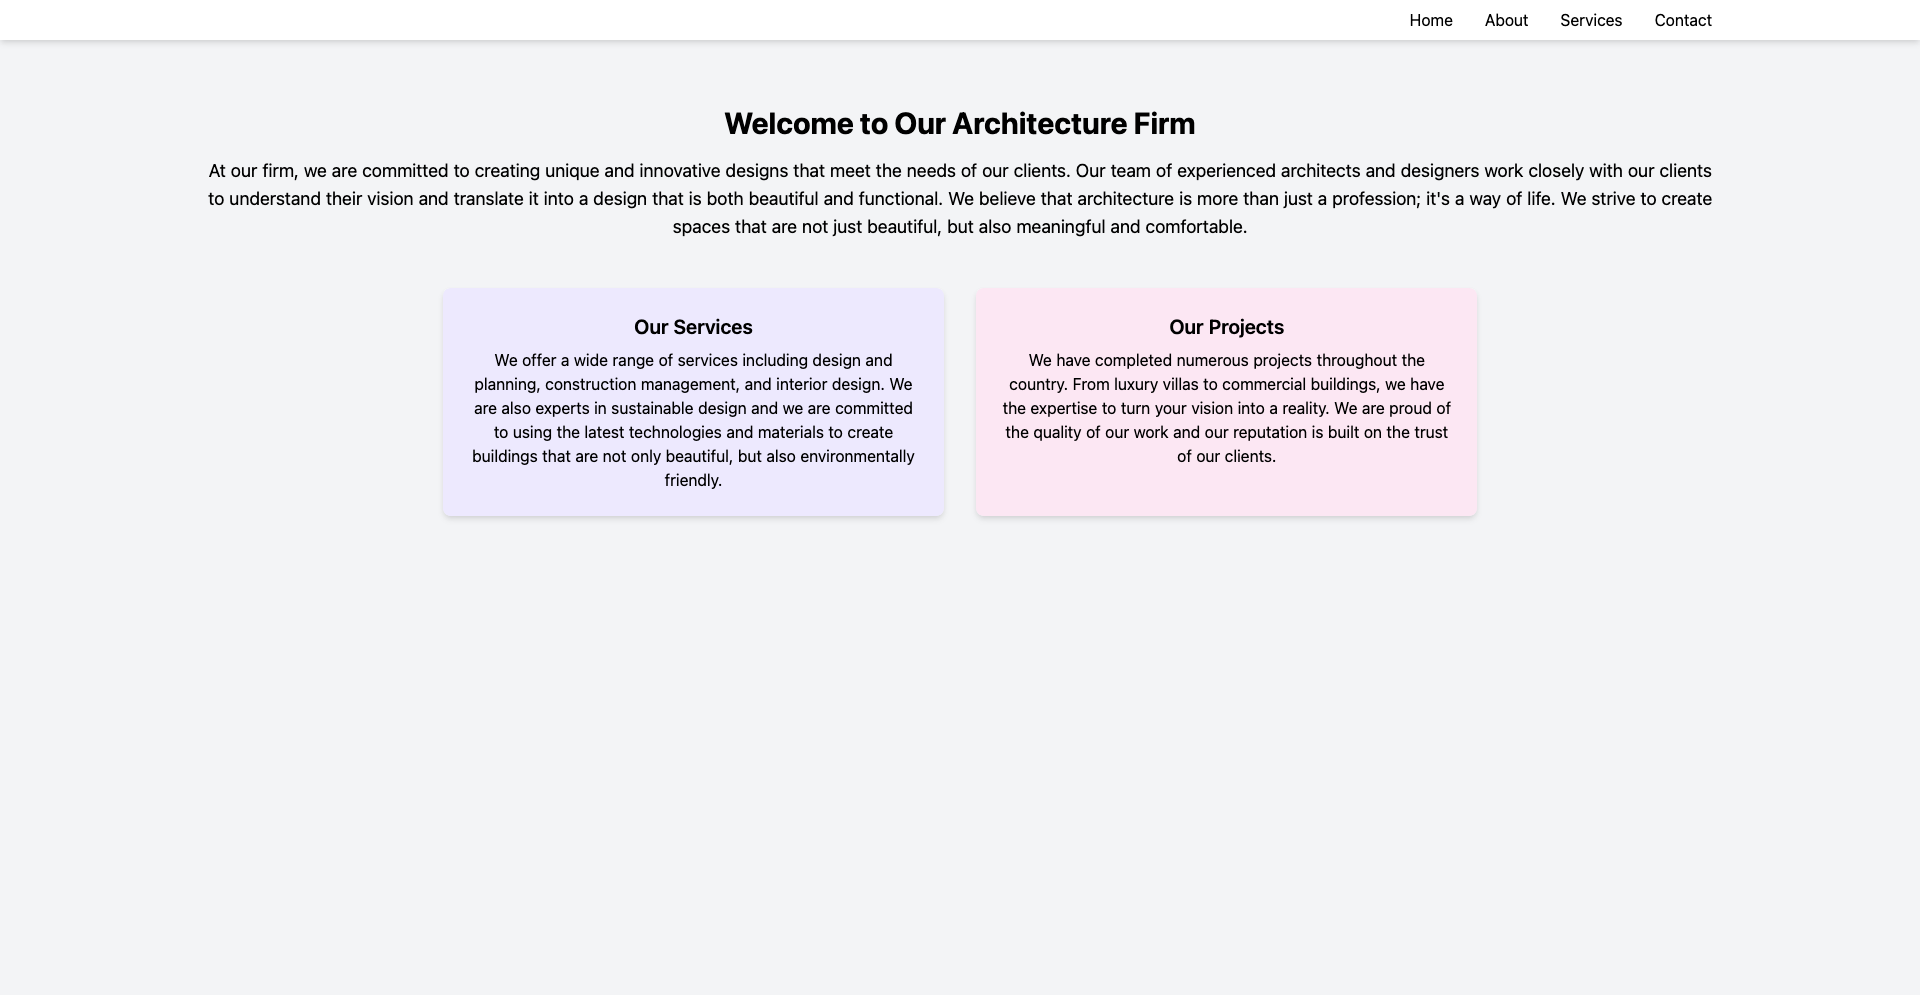 Home About Services Contact
Welcome to Our Architecture Firm
At our firm, we are committed to creating unique and innovative designs that meet the needs of our clients. Our team of experienced architects and designers work closely with our clients
to understand their vision and translate it into a design that is both beautiful and functional. We believe that architecture is more than just a profession; it's a way of life. We strive to create
spaces that are not just beautiful, but also meaningful and comfortable.
Our Services
We offer a wide range of services including design and
planning, construction management, and interior design. We
are also experts in sustainable design and we are committed
to using the latest technologies and materials to create
buildings that are not only beautiful, but also environmentally
friendly.
Our Projects
We have completed numerous projects throughout the
country. From luxury villas to commercial buildings, we have
the expertise to turn your vision into a reality. We are proud of
the quality of our work and our reputation is built on the trust
of our clients.